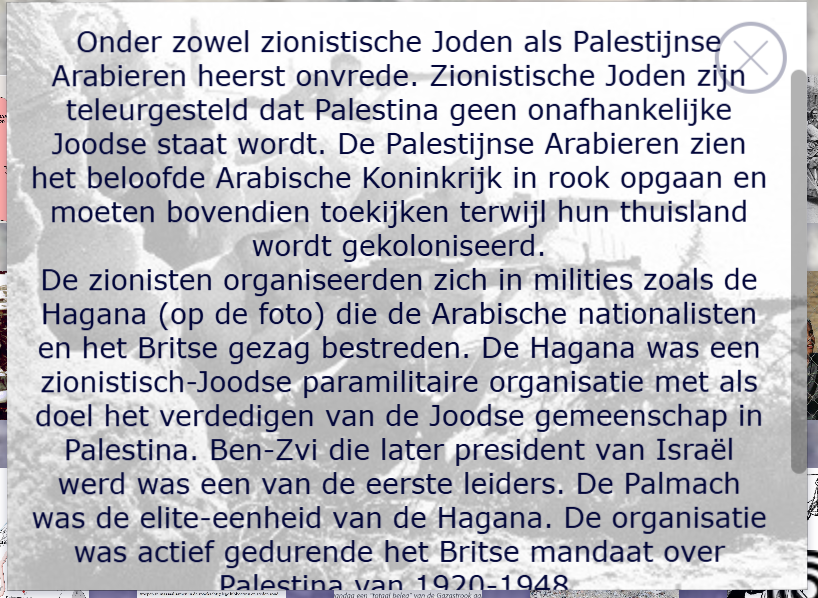 Onder zowel zionistische Joden als Palestijnse
Arabieren heerst onvrede. Zionistische Joden zijn
teleurgesteld dat Palestina geen onafhankelijke
Joodse staat wordt. De Palestijnse Arabieren zien
het beloofde Arabische Koninkrijk in rook opgaan en
moeten bovendien toekijken terwijl hun thuisland
wordt gekoloniseerd.
De zionisten organiseerden zich in milities zoals de
Hagana (op de foto) die de Arabische nationalisten
en het Britse gezag bestreden. De Hagana was een
zionistisch-Joodse paramilitaire organisatie met als
doel het verdedigen van de Joodse gemeenschap in
Palestina. Ben-Zvi die later president van Israël
werd was een van de eerste leiders. De Palmach
was de elite-eenheid van de Hagana. De organisatie
was actief gedurende het Britse mandaat over
Palestina van 1920-1948
een "totaal beleg" van de Gazastrook